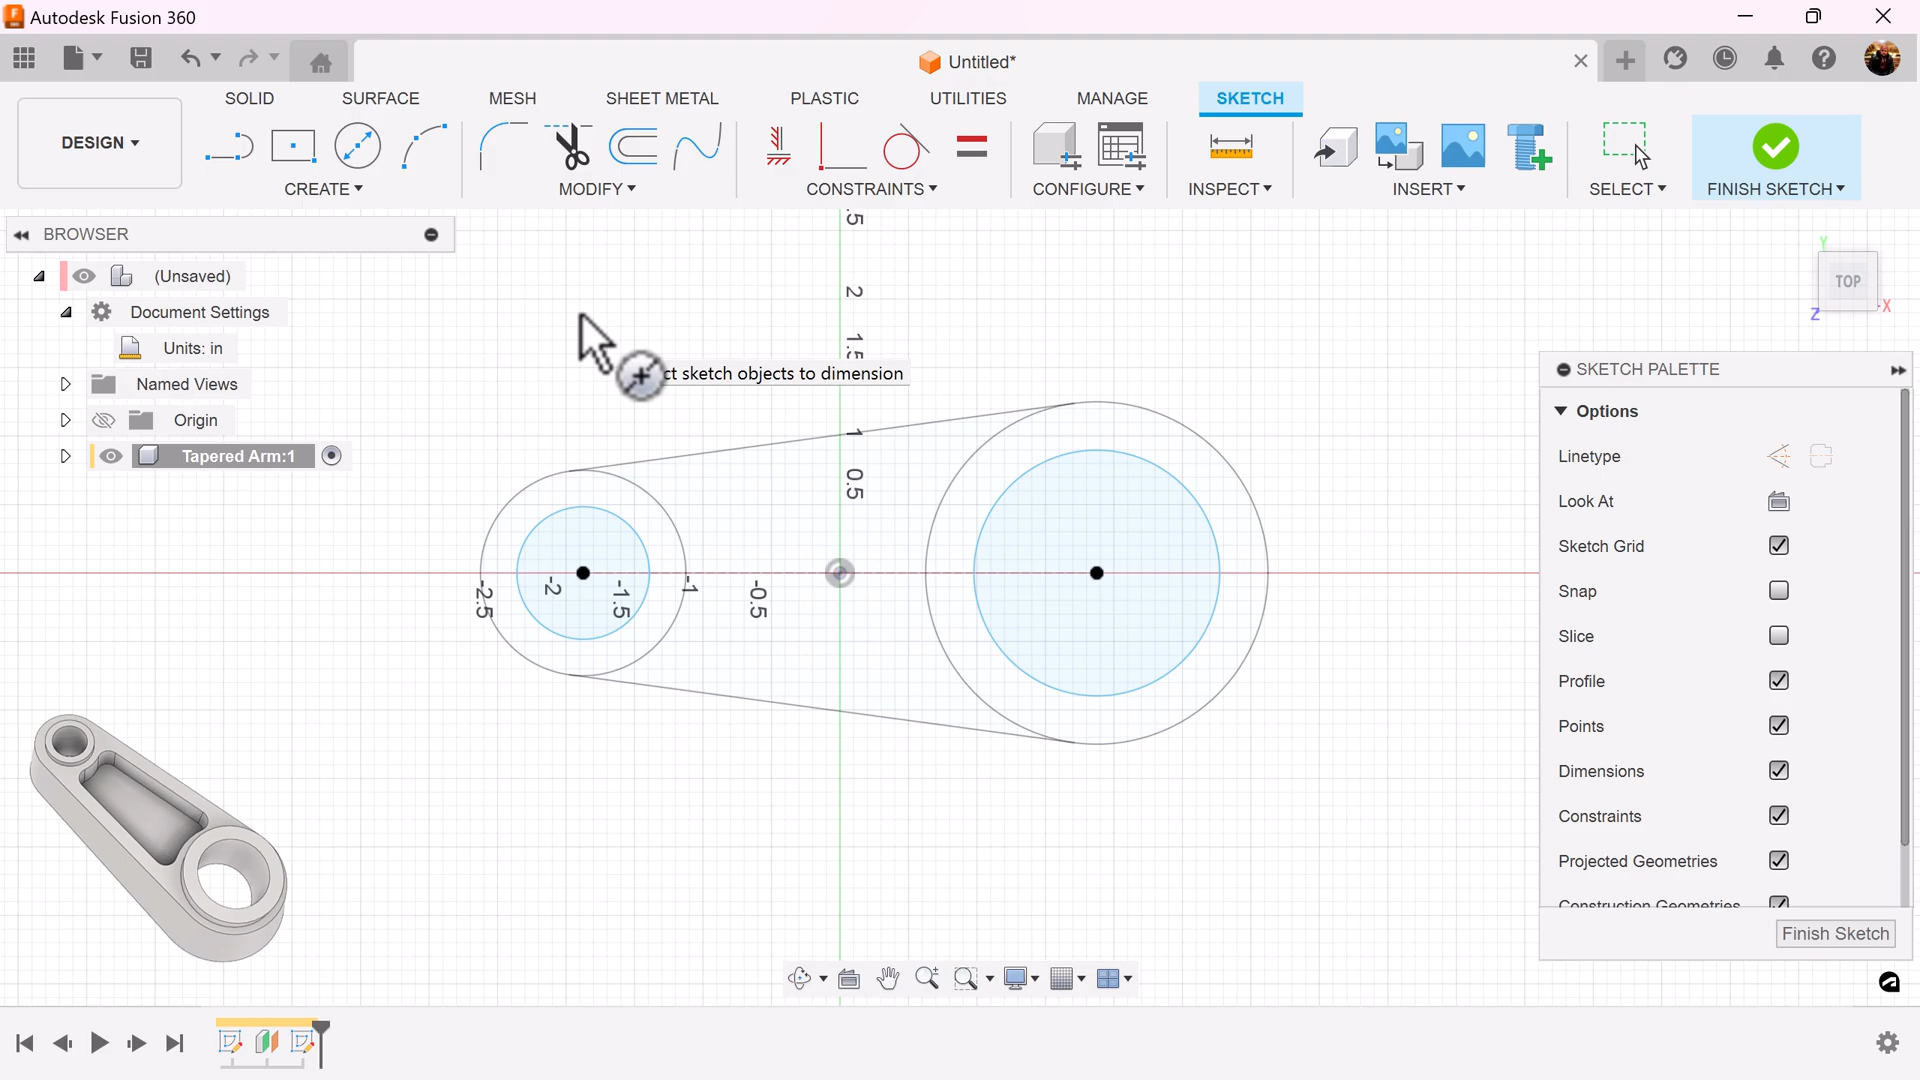 Autodesk Fusion 360
Untitled*
DESIGN
SOLID
SURFACE
MESH
SHEET METAL
PLASTIC
UTILITIES
MANAGE
SKETCH
CREATE
MODIFY
CONSTRAINTS
CONFIGURE
INSPECT
INSERT
SELECT
FINISH SKETCH
BROWSER
(Unsaved)
Document Settings
Units: in
Named Views
Origin
Tapered Arm:1
ct sketch objects to dimension
.5
2
1.5
1
0.5
-2.5
-2
-1.5
-1
-0.5
Y
TOP
X
Z
SKETCH PALETTE
Options
Linetype
Look At
Sketch Grid
Snap
Slice
Profile
Points
Dimensions
Constraints
Projected Geometries
Construction Geometries
Finish Sketch